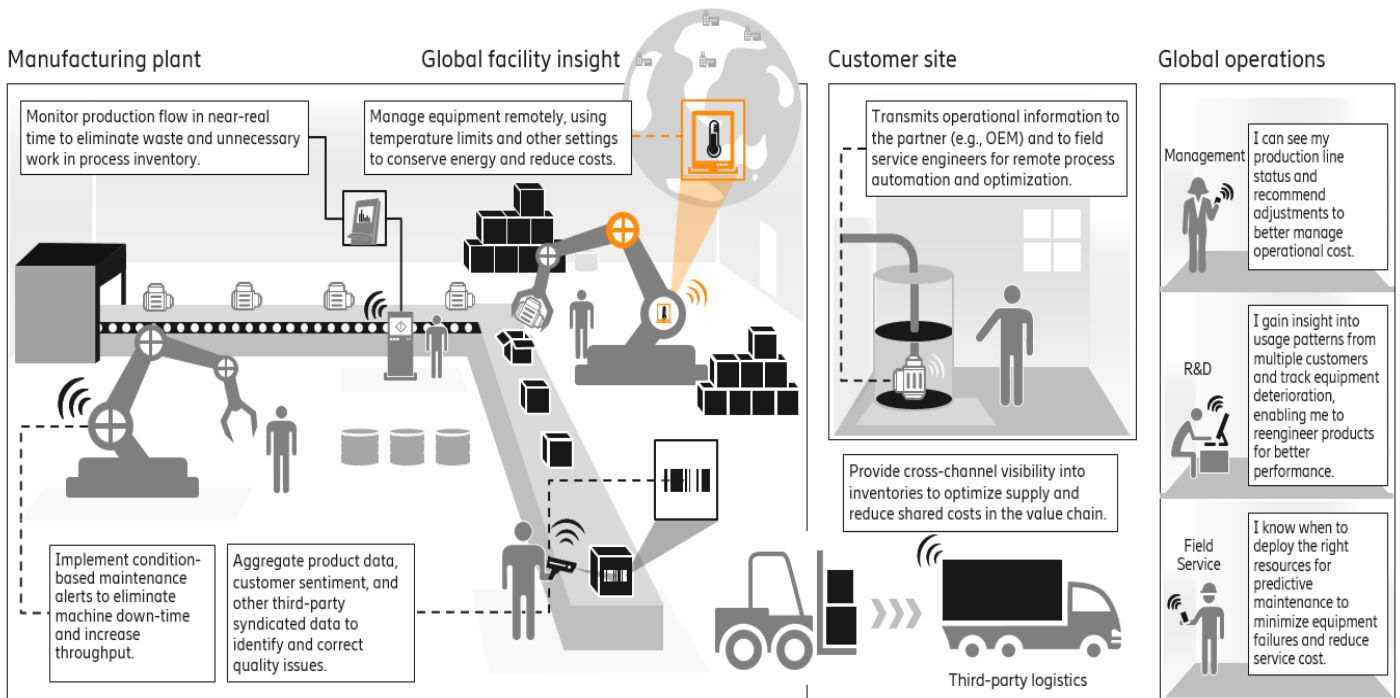 Manufacturing plant
Global facility insight
Customer site
Global operations
Monitor production flow in near-real
time to eliminate waste and unnecessary
work in process inventory.
Manage equipment remotely, using
temperature limits and other settings
to conserve energy and reduce costs.
Transmits operational information to
the partner (e.g., OEM) and to field
service engineers for remote process
automation and optimization.
Management
I can see my
production line
status and
recommend
adjustments to
better manage
operational cost.
R&D
I gain insight into
usage patterns from
multiple customers
and track equipment
deterioration,
enabling me to
reengineer products
for better
performance.
Provide cross-channel visibility into
inventories to optimize supply and
reduce shared costs in the value chain.
Implement condition-
based maintenance
alerts to eliminate
machine down-time
and increase
throughput.
Aggregate product data,
customer sentiment, and
other third-party
syndicated data to
identify and correct
quality issues.
Third-party logistics
Field
Service
I know when to
deploy the right
resources for
predictive
maintenance to
minimize equipment
failures and reduce
service cost.